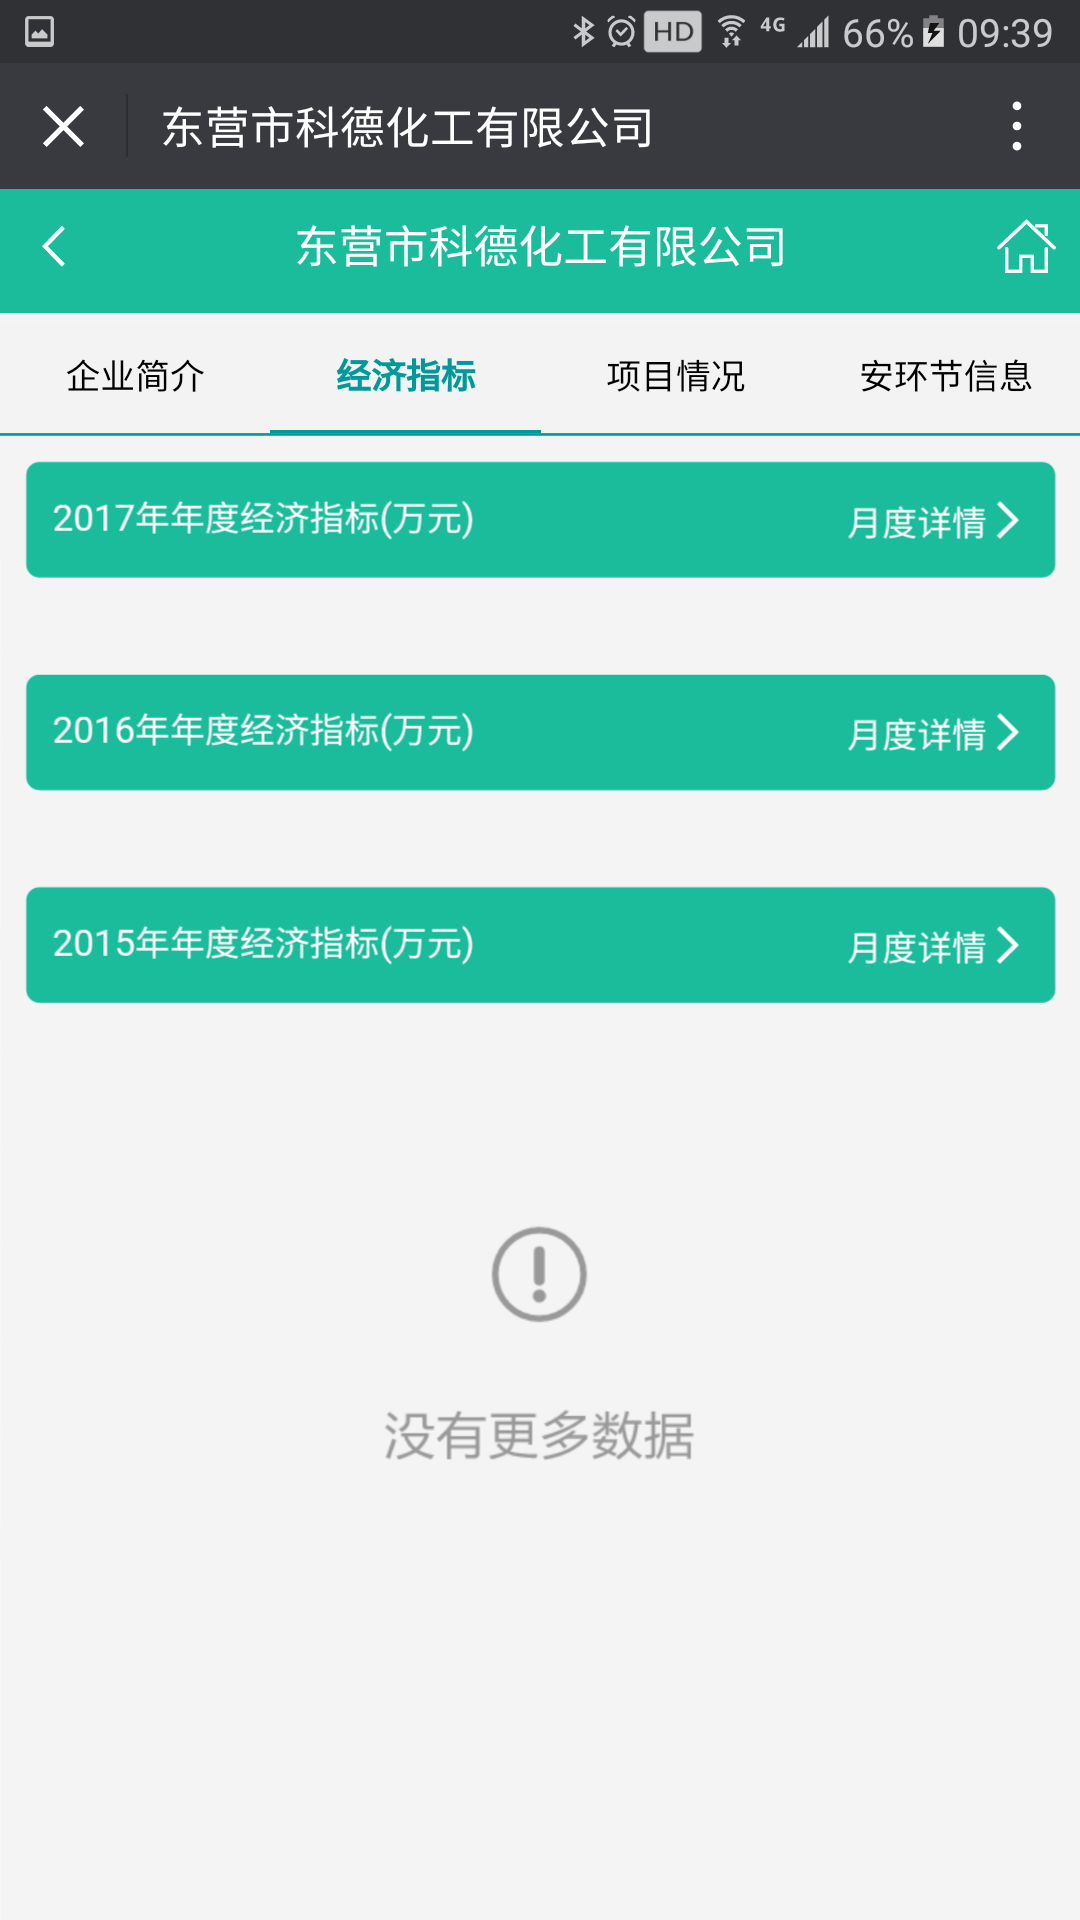 HD 4G 66% 09:39
东营市科德化工有限公司
东营市科德化工有限公司
企业简介 经济指标 项目情况 安环节信息
2017年年度经济指标(万元) 月度详情
2016年年度经济指标(万元) 月度详情
2015年年度经济指标(万元) 月度详情
没有更多数据